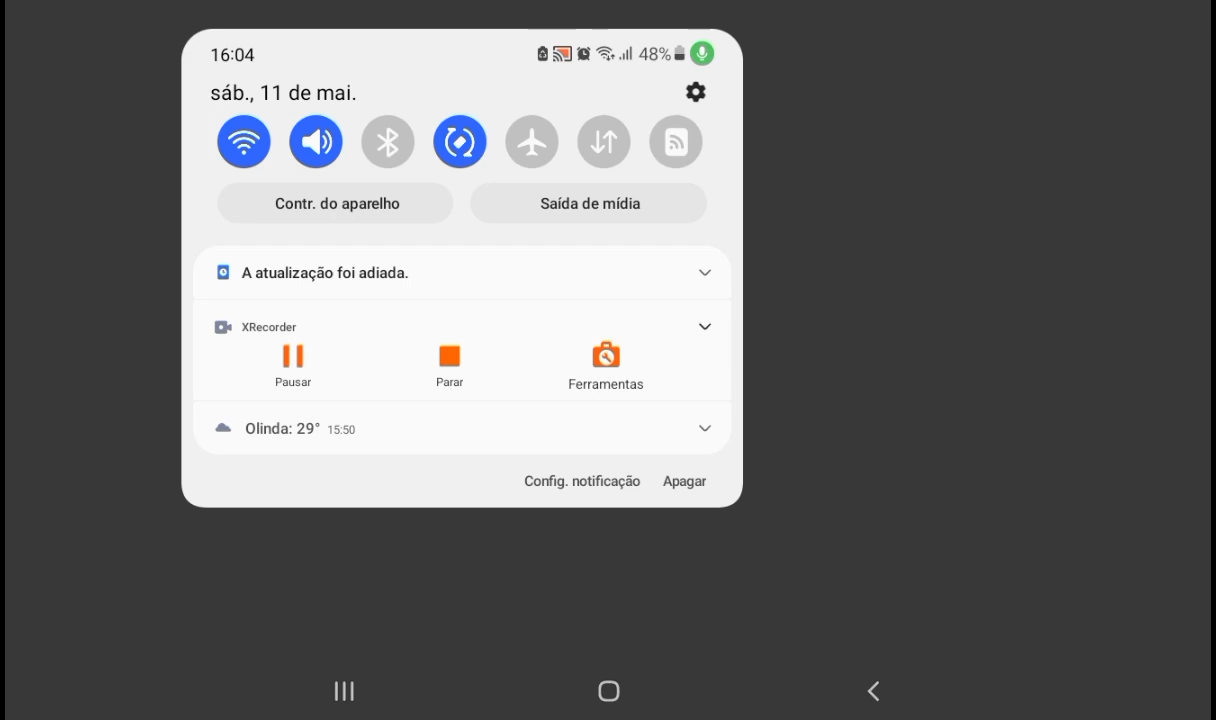 16:04 48%
sáb., 11 de mai.
Contr. do aparelho Saída de mídia
A atualização foi adiada.
XRecorder
Pausar Parar Ferramentas
Olinda: 29° 15:50
Config. notificação Apagar